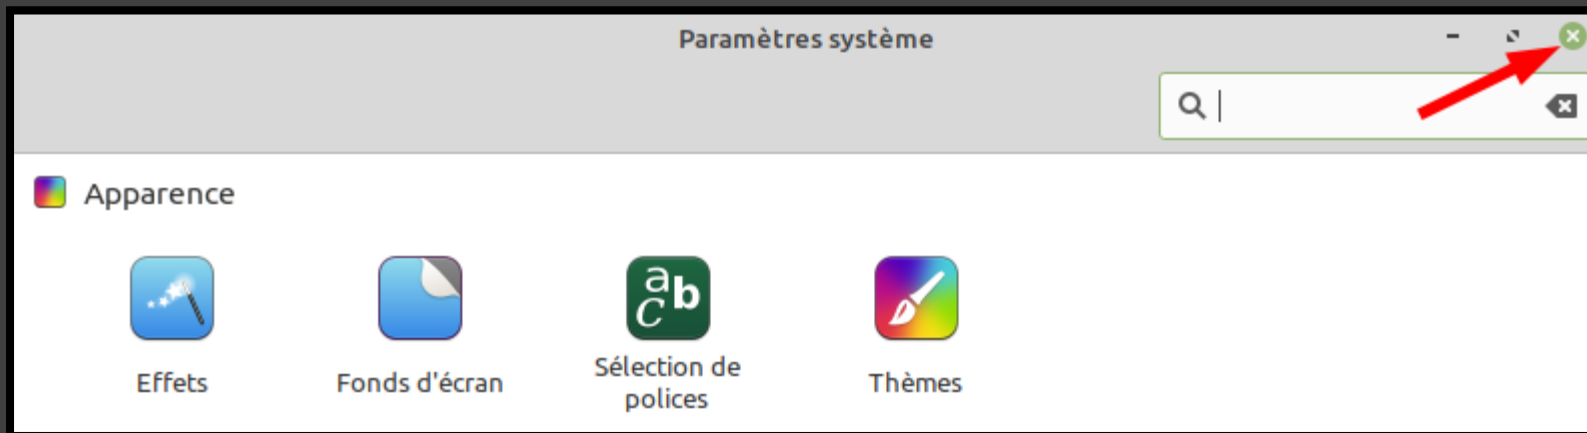 Paramètres système
Apparence
Effets
Fonds d'écran
Sélection de
polices
Thèmes